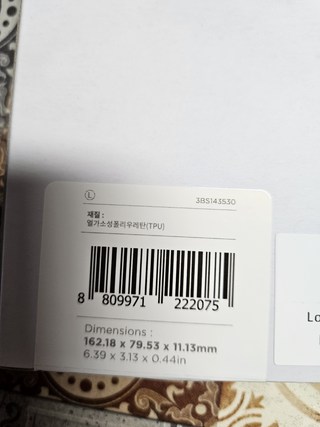 L 3BS143530
재질 :
열가소성폴리우레탄(TPU)
8 809971 222075
Dimensions :
162.18 x 79.53 x 11.13mm
6.39 x 3.13 x 0.44in